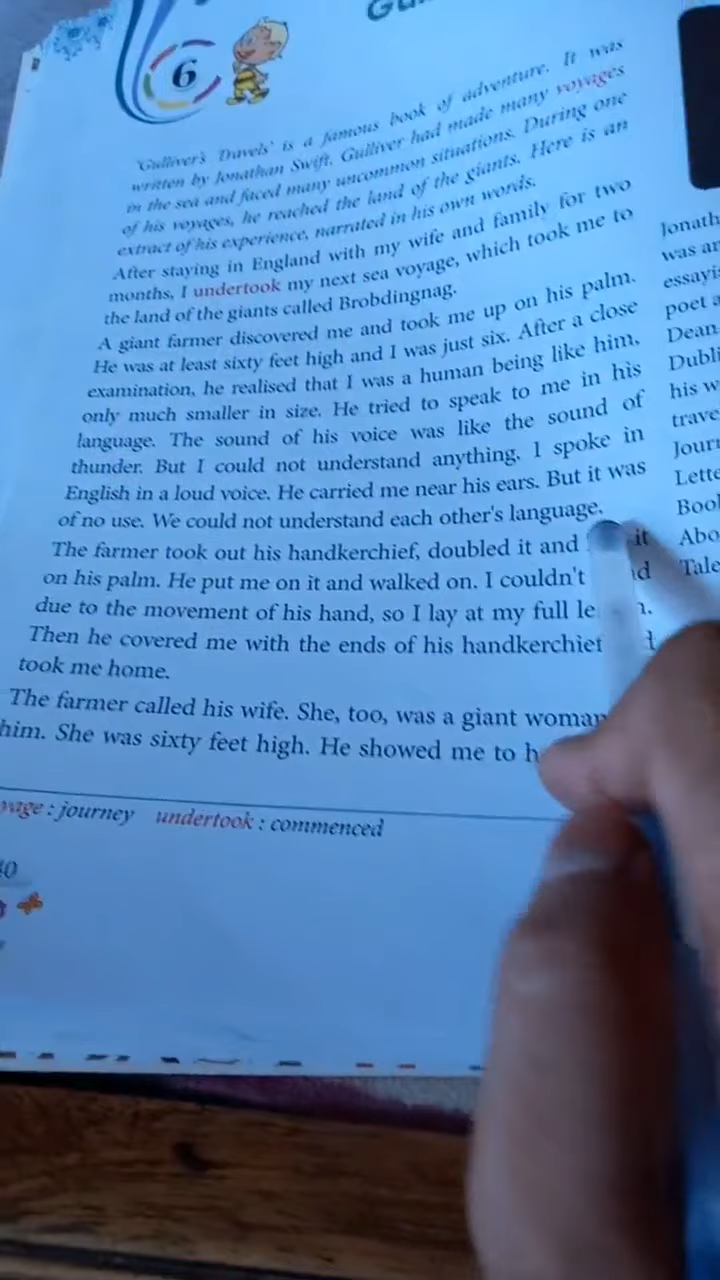 Gu
6
'Gulliver's Travels' is a famous book of adventure. It was
written by Jonathan Swift. Gulliver had made many voyages
in the sea and faced many uncommon situations. During one
of his voyages, he reached the land of the giants. Here is an
extract of his experience, narrated in his own words.
After staying in England with my wife and family for two
months, I undertook my next sea voyage, which took me to
the land of the giants called Brobdingnag.
A giant farmer discovered me and took me up on his palm.
He was at least sixty feet high and I was just six. After a close
examination, he realised that I was a human being like him,
only much smaller in size. He tried to speak to me in his
language. The sound of his voice was like the sound of
thunder. But I could not understand anything. I spoke in
English in a loud voice. He carried me near his ears. But it was
of no use. We could not understand each other's language.
The farmer took out his handkerchief, doubled it and it
on his palm. He put me on it and walked on. I couldn't
due to the movement of his hand, so I lay at my full
Then he covered me with the ends of his
took me home.
The farmer called his wife. She, too, was a giant woman
him. She was sixty feet high. He showed me to
yage : journey undertook : commenced
40
Jonath
was an
essayi
poet a
Dean
Dubli
his w
trave
Journ
Lette
Book
Abo
Tale